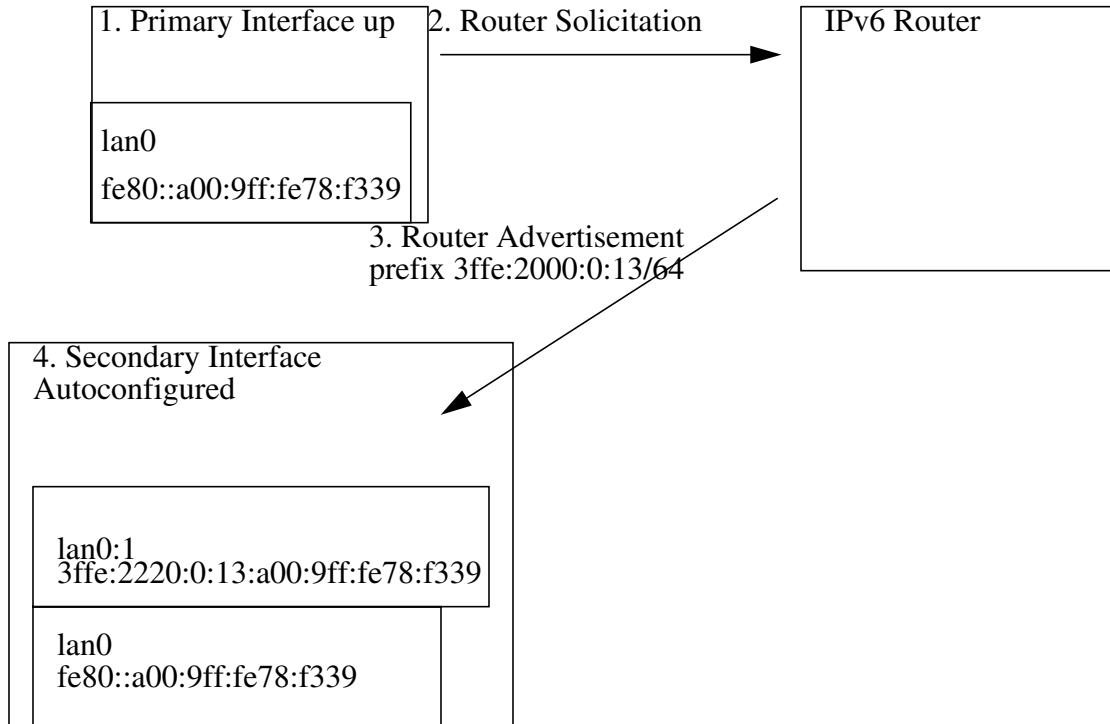 1. Primary Interface up
2. Router Solicitation
IPv6 Router
lan0
fe80::a00:9ff:fe78:f339
3. Router Advertisement
prefix 3ffe:2000:0:13/64
4. Secondary Interface
Autoconfigured
lan0:1
3ffe:2220:0:13:a00:9ff:fe78:f339
lan0
fe80::a00:9ff:fe78:f339